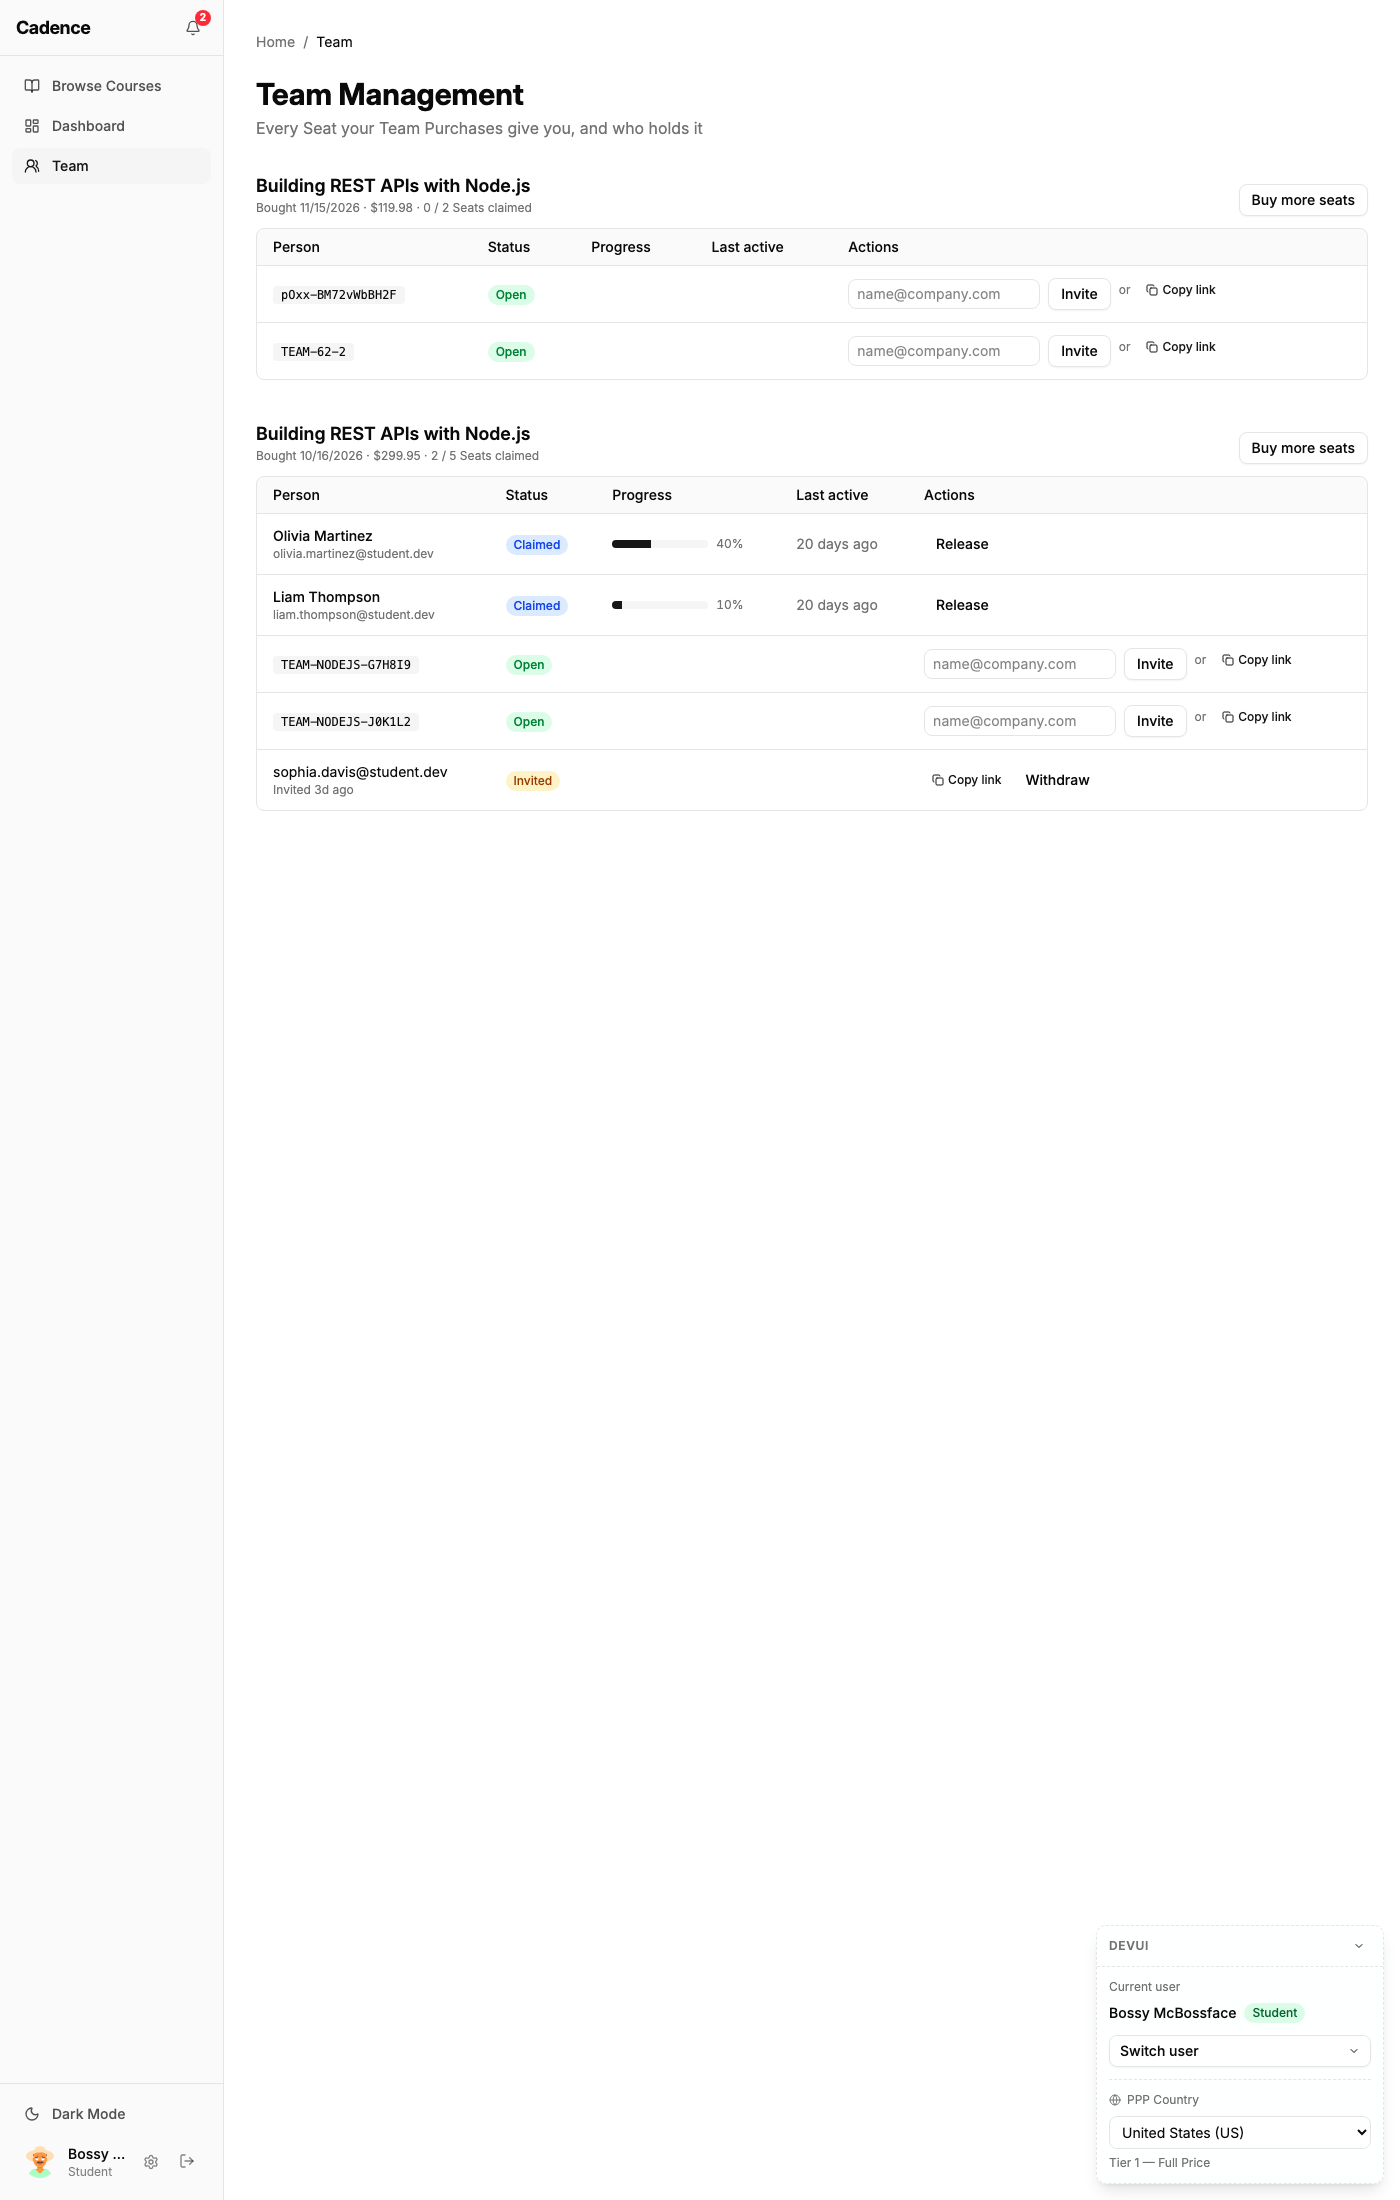 Cadence
2
Browse Courses
Dashboard
Team
Home / Team
Team Management
Every Seat your Team Purchases give you, and who holds it
Building REST APIs with Node.js
Bought 11/15/2026 · $119.98 · 0 / 2 Seats claimed
Buy more seats
Person Status Progress Last active Actions
pOxx-BM72vWbBH2F Open name@company.com Invite or Copy link
TEAM-62-2 Open name@company.com Invite or Copy link
Building REST APIs with Node.js
Bought 10/16/2026 · $299.95 · 2 / 5 Seats claimed
Buy more seats
Person Status Progress Last active Actions
Olivia Martinez
olivia.martinez@student.dev
Claimed 40% 20 days ago Release
Liam Thompson
liam.thompson@student.dev
Claimed 10% 20 days ago Release
TEAM-NODEJS-G7H8I9 Open name@company.com Invite or Copy link
TEAM-NODEJS-J0K1L2 Open name@company.com Invite or Copy link
sophia.davis@student.dev
Invited 3d ago
Invited Copy link Withdraw
DEVUI
Current user
Bossy McBossface Student
Switch user
PPP Country
United States (US)
Tier 1 — Full Price
Dark Mode
Bossy ...
Student